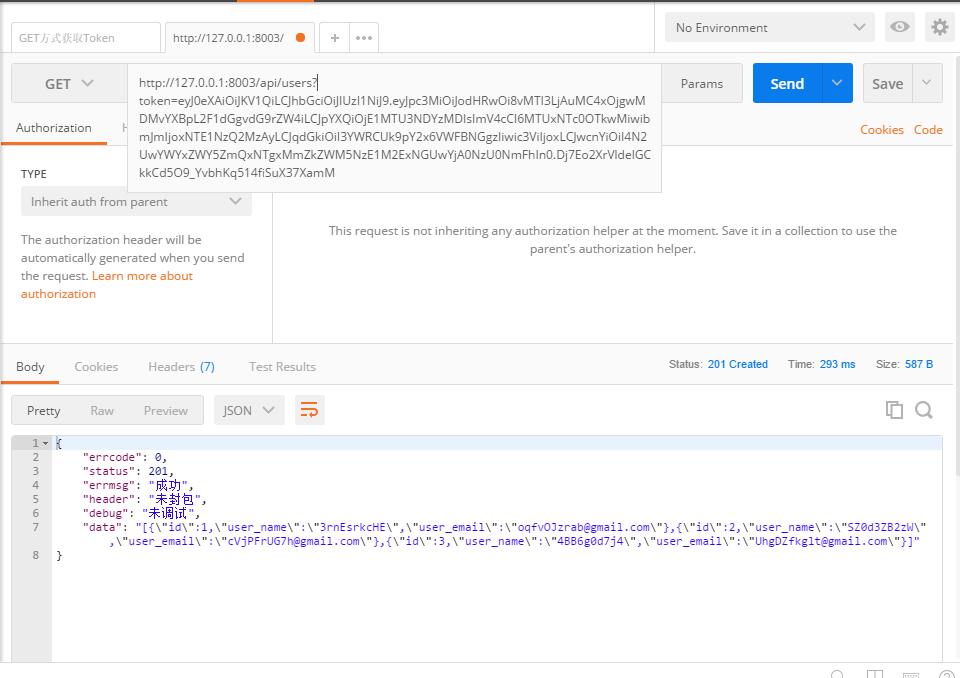 GET方式获取Token
http://127.0.0.1:8003/
No Environment
GET
http://127.0.0.1:8003/api/users?
token=eyJ0eXAiOiJKV1QiLCJhbGciOiJIUzI1NiJ9.eyJpc3MiOiJodHRwOi8vMTI3LjAuMC4xOjgwM
DMvYXBpL2F1dGgvdG9rZW4iLCJpYXQiOjE1MTU3NDYzMDIsImV4cCI6MTUxNTc0OTkwMiwib
mJmIjoxNTE1NzQ2MzAyLCJqdGkiOiI3YWRCUk9pY2x6VWFBNGgzIiwic3ViIjoxLCJwcnYiOiI4N2
UwYWYxZWY5ZmQxNTgxMmZkZWM5NzE1M2ExNGUwYjA0NzU0NmFhIn0.Dj7Eo2XrVldelGC
kkCd5O9_YvbhKq514fiSuX37XamM
Params
Send
Save
Authorization
Cookies
Code
TYPE
Inherit auth from parent
The authorization header will be
automatically generated when you send
the request. Learn more about
authorization
This request is not inheriting any authorization helper at the moment. Save it in a collection to use the
parent's authorization helper.
Body
Cookies
Headers (7)
Test Results
Status: 201 Created
Time: 293 ms
Size: 587 B
Pretty
Raw
Preview
JSON
1 {
2 "errcode": 0,
3 "status": 201,
4 "errmsg": "成功",
5 "header": "未封包",
6 "debug": "未调试",
7 "data": "[{\"id\":1,\"user_name\":\"3rnEsrkcHE\",\"user_email\":\"oqfvOJzrab@gmail.com\"},{\"id\":2,\"user_name\":\"SZ0d3ZB2zW\"
,\"user_email\":\"cVjPFrUG7h@gmail.com\"},{\"id\":3,\"user_name\":\"4BB6g0d7j4\",\"user_email\":\"UhgDZfkglt@gmail.com\"}]"
8 }